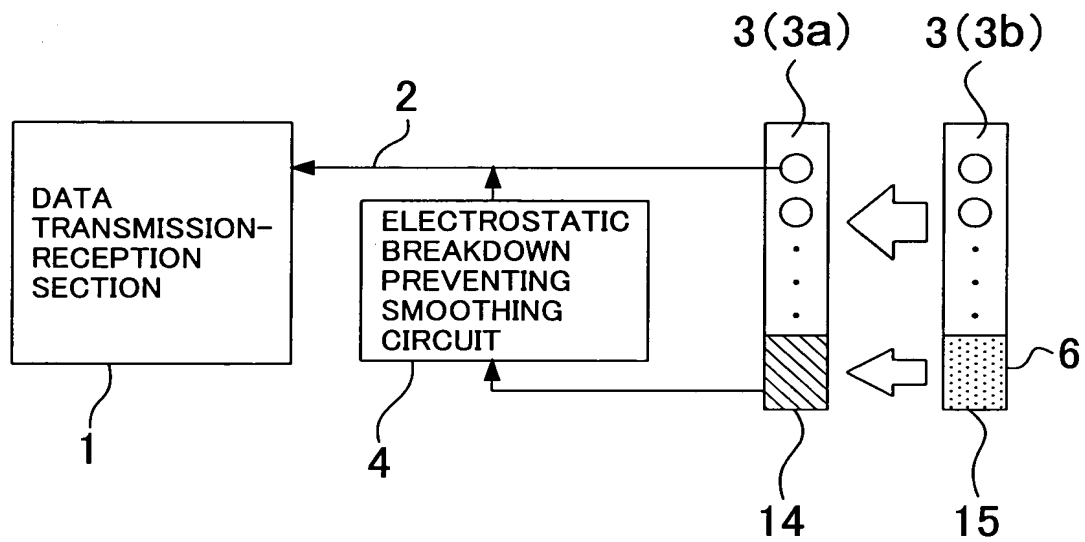 3(3a)
3(3b)
2
DATA
TRANSMISSION-
RECEPTION
SECTION
ELECTROSTATIC
BREAKDOWN
PREVENTING
SMOOTHING
CIRCUIT
6
1
4
14
15